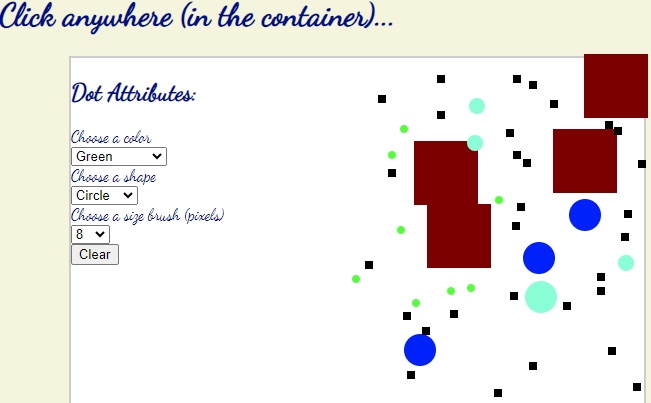 Click anywhere (in the container)...
Dot Attributes:
Choose a color
Green
Choose a shape
Circle
Choose a size brush (pixels)
8
Clear